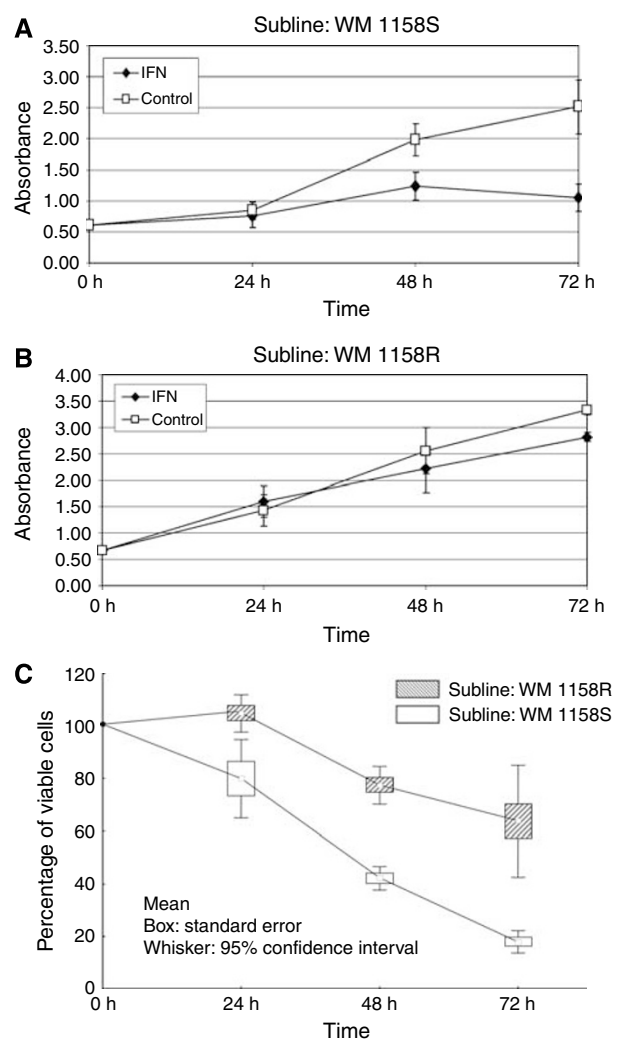 A
Subline: WM 1158S
3.50
3.00
2.50
2.00
1.50
1.00
0.50
0.00
Absorbance
IFN
Control
0 h
24 h
48 h
72 h
Time
B
Subline: WM 1158R
4.00
3.50
3.00
2.50
2.00
1.50
1.00
0.50
0.00
Absorbance
IFN
Control
0 h
24 h
48 h
72 h
Time
C
120
100
80
60
40
20
0
Percentage of viable cells
Subline: WM 1158R
Subline: WM 1158S
Mean
Box: standard error
Whisker: 95% confidence interval
0 h
24 h
48 h
72 h
Time